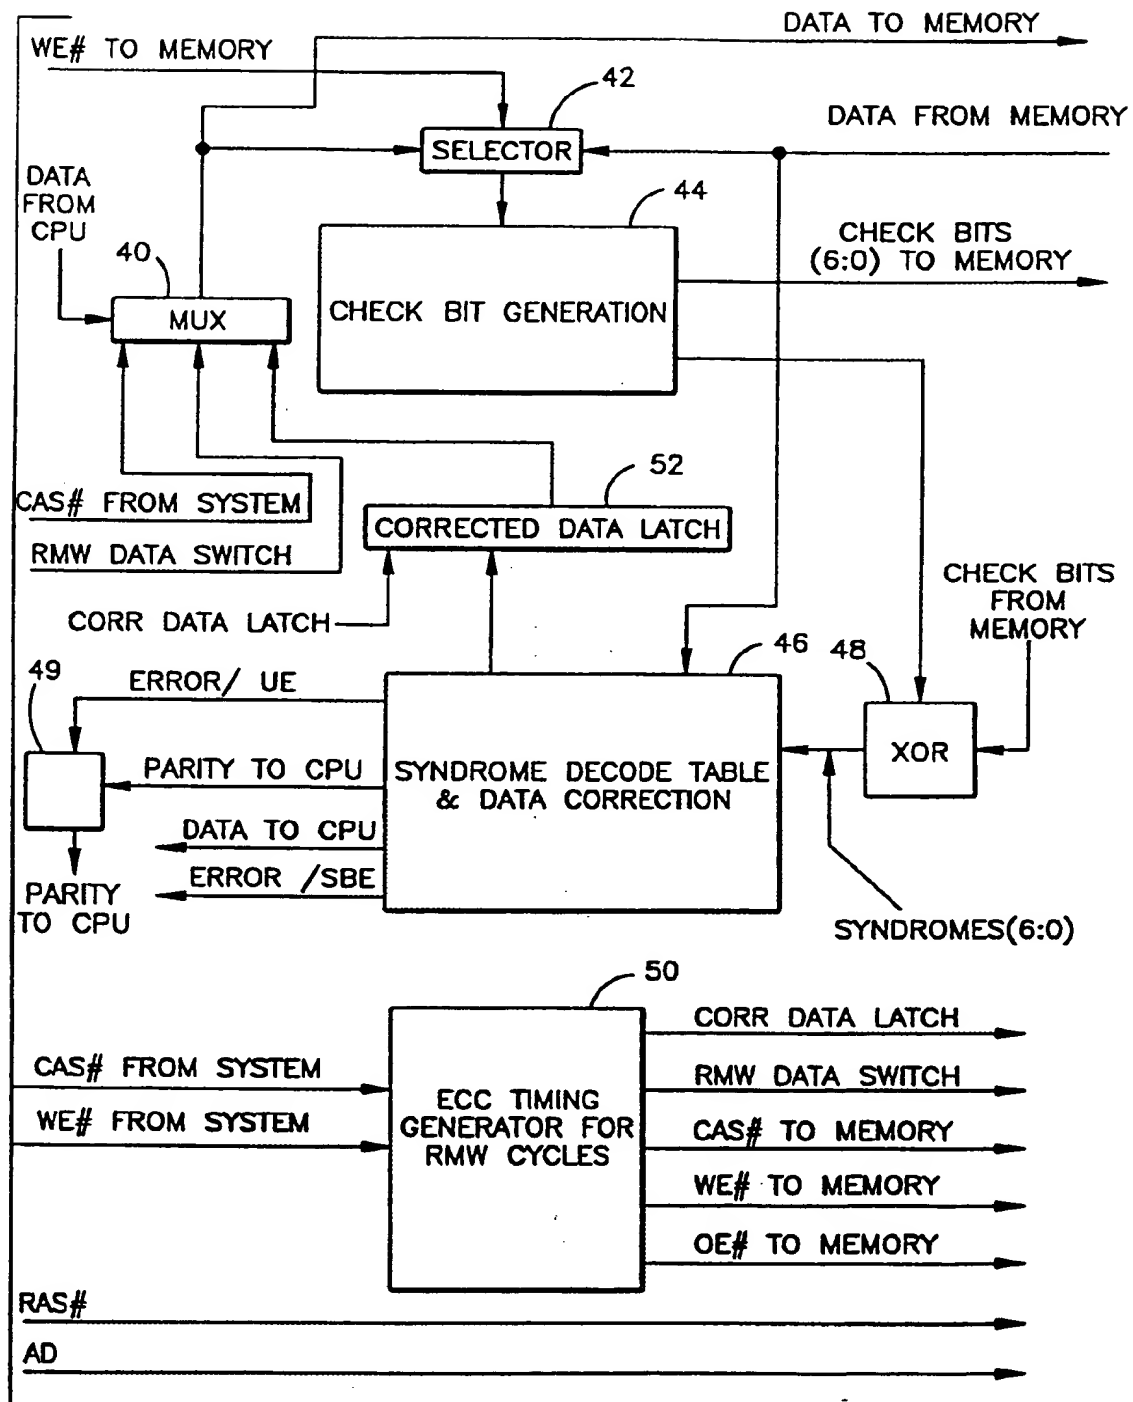 DATA TO MEMORY
WE# TO MEMORY
42
DATA FROM MEMORY
SELECTOR
DATA
FROM
CPU
44
CHECK BITS
(6:0) TO MEMORY
40
MUX
CHECK BIT GENERATION
52
CAS# FROM SYSTEM
CORRECTED DATA LATCH
RMW DATA SWITCH
CHECK BITS
FROM
MEMORY
CORR DATA LATCH
46
48
49
ERROR/ UE
XOR
PARITY TO CPU
SYNDROME DECODE TABLE
& DATA CORRECTION
DATA TO CPU
ERROR /SBE
PARITY
TO CPU
SYNDROMES(6:0)
50
CORR DATA LATCH
CAS# FROM SYSTEM
RMW DATA SWITCH
ECC TIMING
GENERATOR FOR
RMW CYCLES
WE# FROM SYSTEM
CAS# TO MEMORY
WE# TO MEMORY
OE# TO MEMORY
RAS#
AD